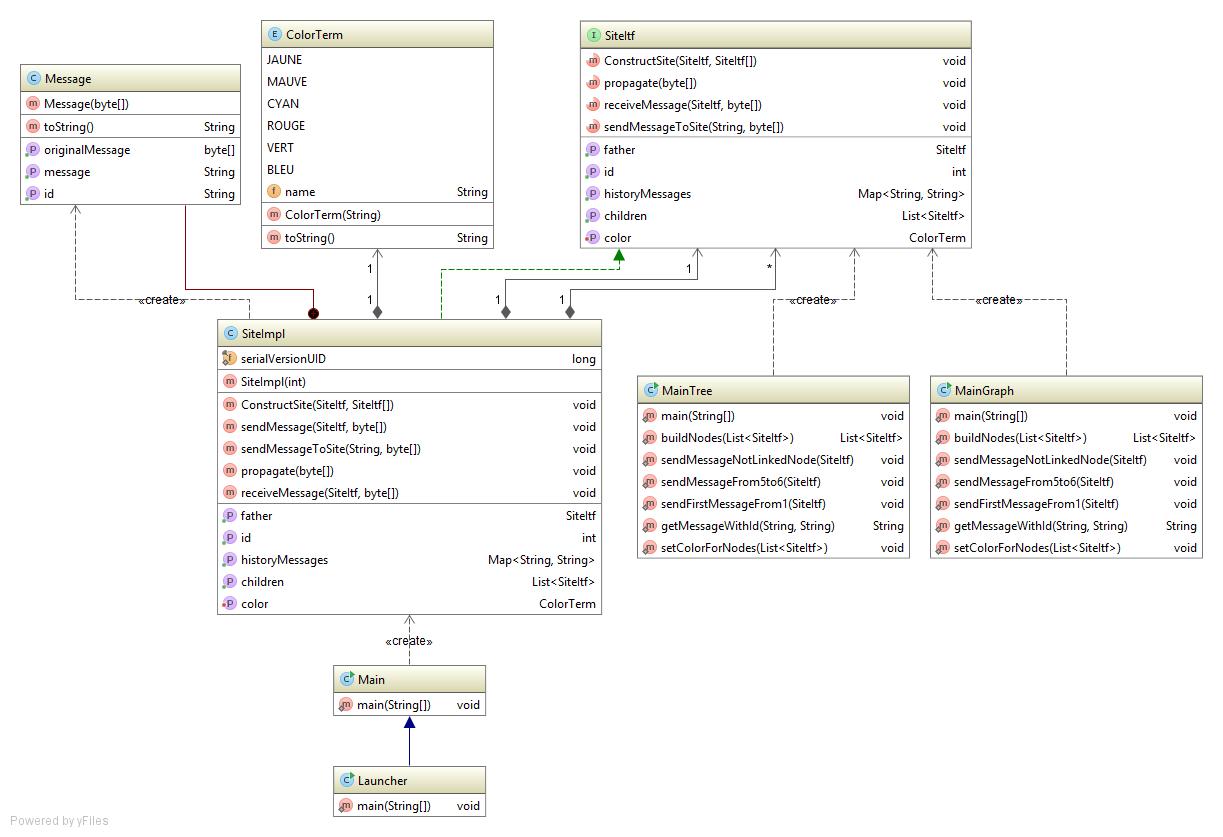 Message
Message(byte[])
toString() String
originalMessage byte[]
message String
id String
ColorTerm
JAUNE
MAUVE
CYAN
ROUGE
VERT
BLEU
name String
ColorTerm(String)
toString() String
SiteItf
ConstructSite(SiteItf, SiteItf[]) void
propagate(byte[]) void
receiveMessage(SiteItf, byte[]) void
sendMessageToSite(String, byte[]) void
father SiteItf
id int
historyMessages Map<String, String>
children List<SiteItf>
color ColorTerm
1
1
*
1
1
1
«create»
«create»
«create»
SiteImpl
serialVersionUID long
SiteImpl(int)
ConstructSite(SiteItf, SiteItf[]) void
sendMessage(SiteItf, byte[]) void
sendMessageToSite(String, byte[]) void
propagate(byte[]) void
receiveMessage(SiteItf, byte[]) void
father SiteItf
id int
historyMessages Map<String, String>
children List<SiteItf>
color ColorTerm
MainTree
main(String[]) void
buildNodes(List<SiteItf>) List<SiteItf>
sendMessageNotLinkedNode(SiteItf) void
sendMessageFrom5to6(SiteItf) void
sendFirstMessageFrom1(SiteItf) void
getMessageWithId(String, String) String
setColorForNodes(List<SiteItf>) void
MainGraph
main(String[]) void
buildNodes(List<SiteItf>) List<SiteItf>
sendMessageNotLinkedNode(SiteItf) void
sendMessageFrom5to6(SiteItf) void
sendFirstMessageFrom1(SiteItf) void
getMessageWithId(String, String) String
setColorForNodes(List<SiteItf>) void
«create»
Main
main(String[]) void
Launcher
main(String[]) void
Powered by yFiles